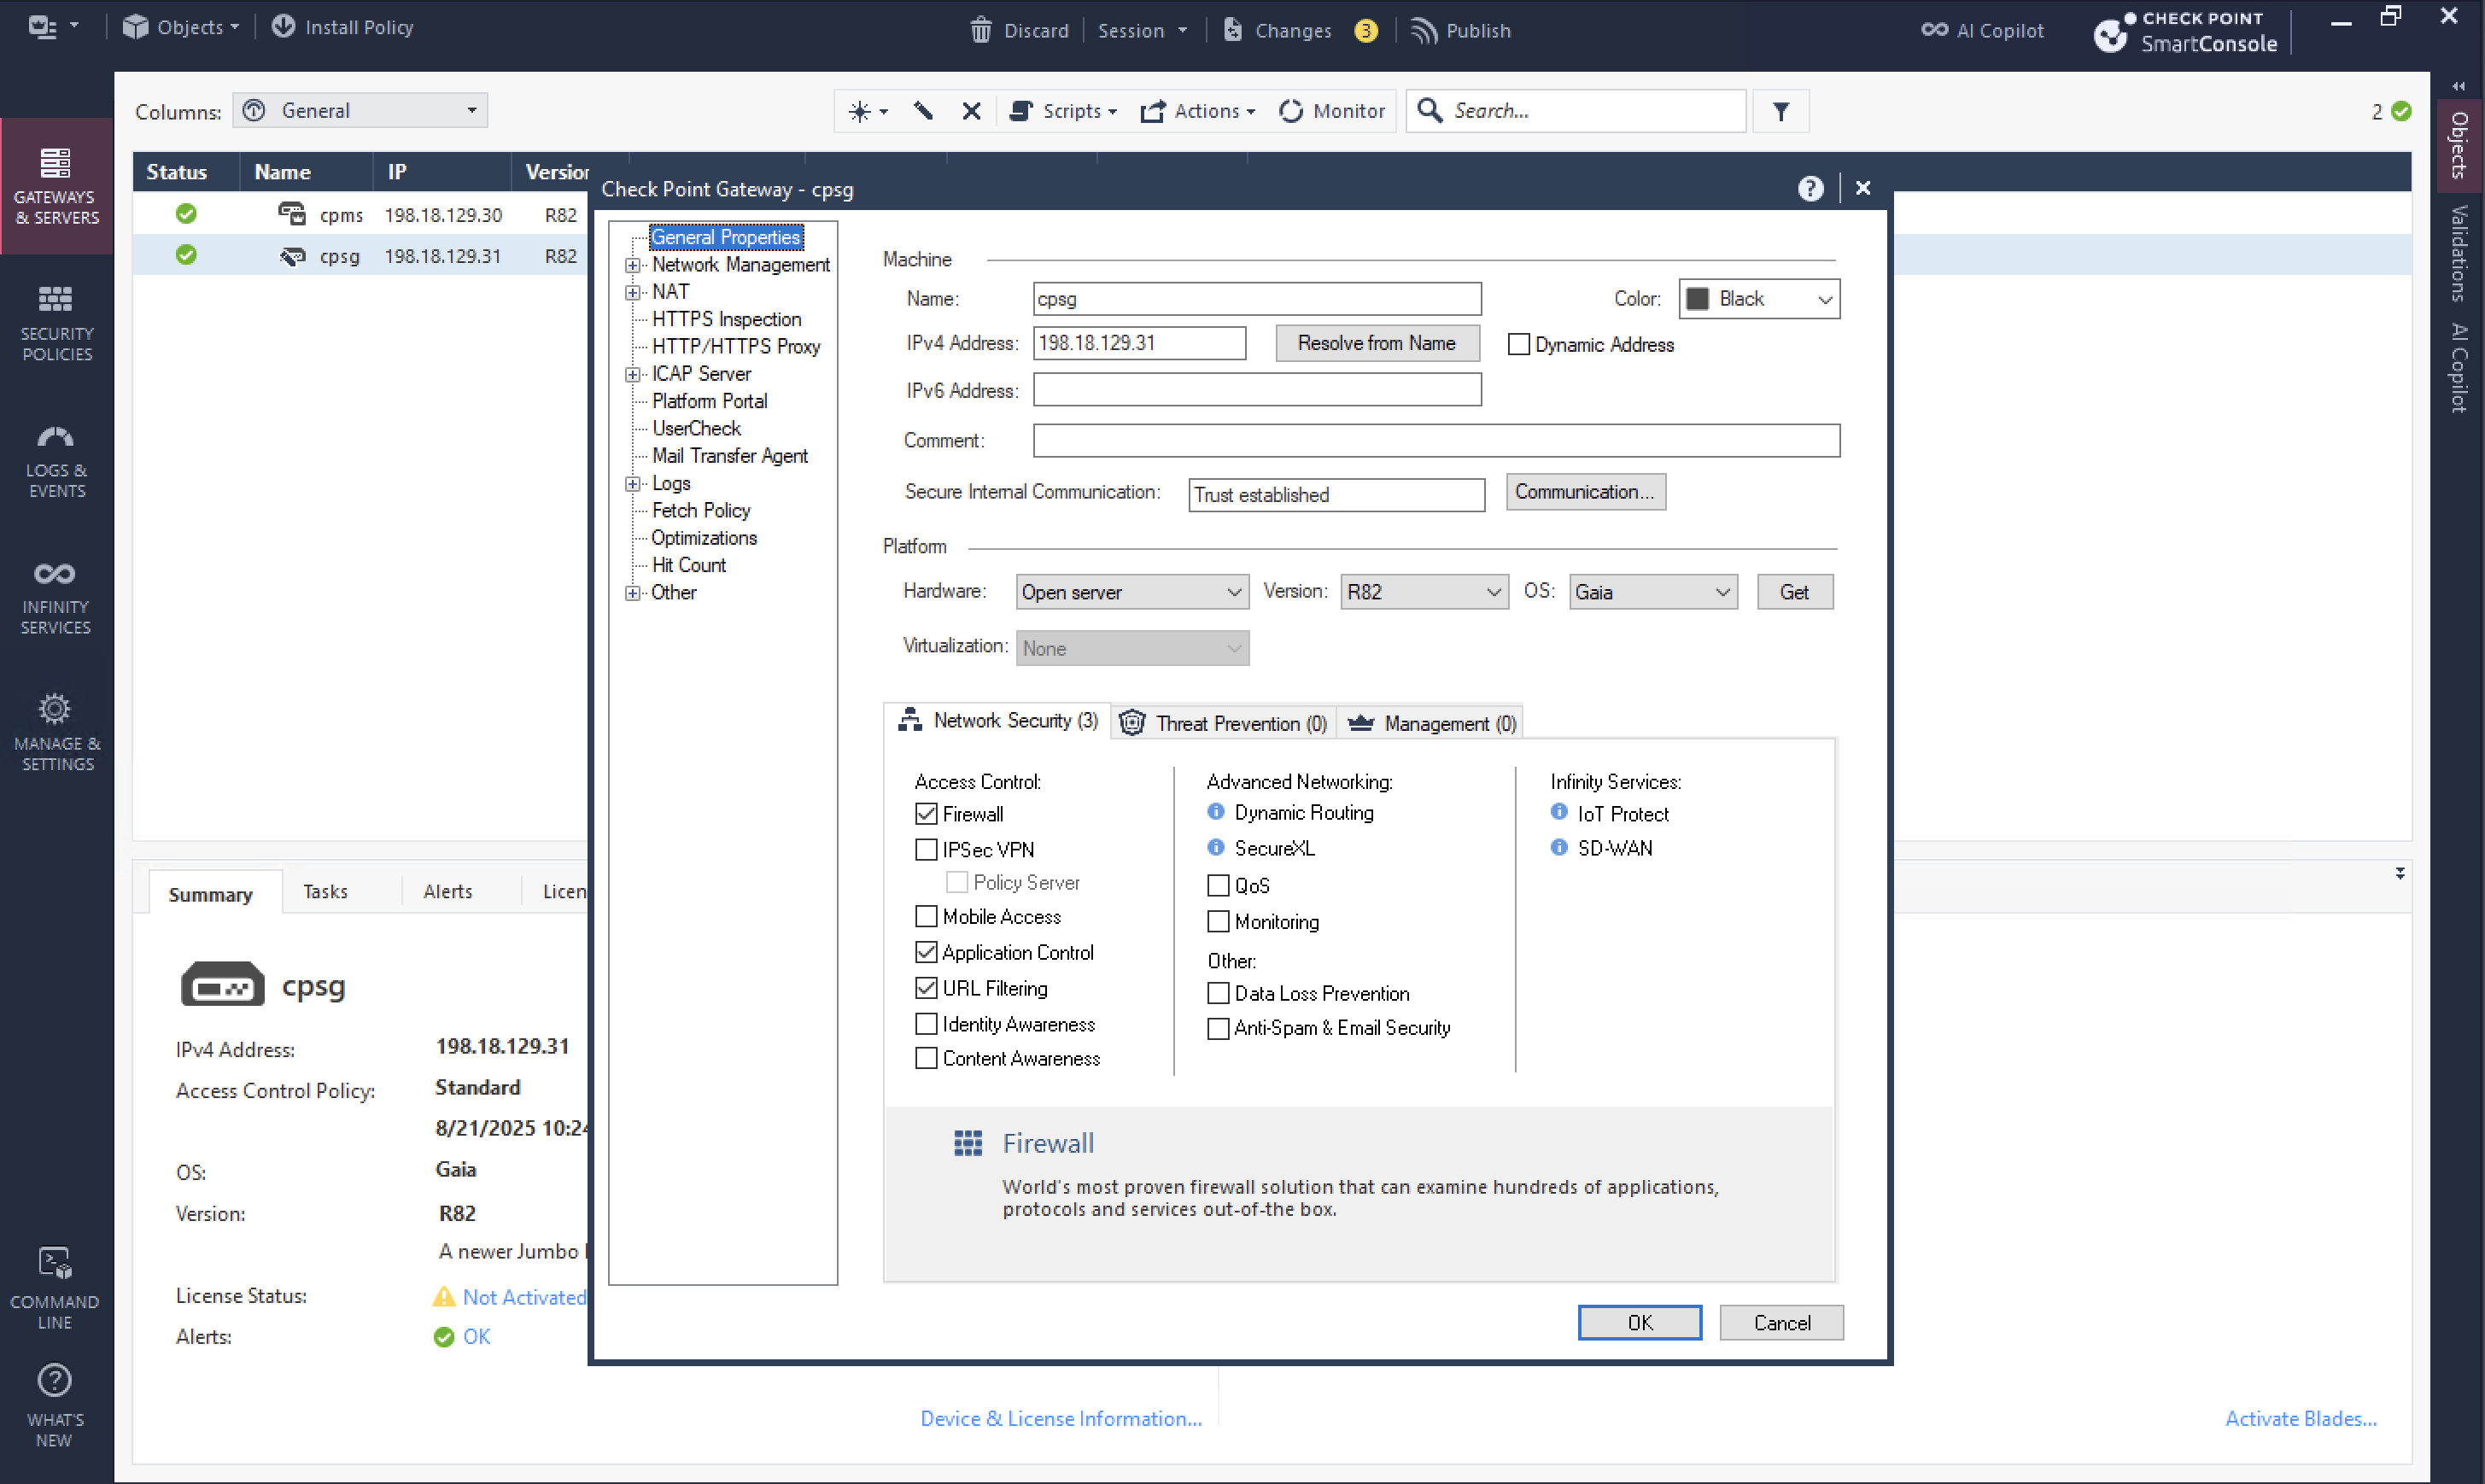 Objects
Install Policy
Discard
Session
Changes
3
Publish
AI Copilot
CHECK POINT
SmartConsole
Columns:
General
Scripts
Actions
Monitor
Search...
2
Status Name IP Version
cpms 198.18.129.30 R82
cpsg 198.18.129.31 R82
GATEWAYS
& SERVERS
SECURITY
POLICIES
LOGS &
EVENTS
INFINITY
SERVICES
MANAGE &
SETTINGS
COMMAND
LINE
WHAT'S
NEW
Check Point Gateway - cpsg
General Properties
Network Management
NAT
HTTPS Inspection
HTTP/HTTPS Proxy
ICAP Server
Platform Portal
UserCheck
Mail Transfer Agent
Logs
Fetch Policy
Optimizations
Hit Count
Other
Machine
Name: cpsg
Color: Black
IPv4 Address: 198.18.129.31
Resolve from Name
Dynamic Address
IPv6 Address:
Comment:
Secure Internal Communication: Trust established
Communication...
Platform
Hardware: Open server
Version: R82
OS: Gaia
Get
Virtualization: None
Network Security (3)
Threat Prevention (0)
Management (0)
Access Control:
Firewall
IPSec VPN
Policy Server
Mobile Access
Application Control
URL Filtering
Identity Awareness
Content Awareness
Advanced Networking:
Dynamic Routing
SecureXL
QoS
Monitoring
Other:
Data Loss Prevention
Anti-Spam & Email Security
Infinity Services:
IoT Protect
SD-WAN
Firewall
World's most proven firewall solution that can examine hundreds of applications,
protocols and services out-of-the box.
OK
Cancel
Summary
Tasks
Alerts
Licen
cpsg
IPv4 Address: 198.18.129.31
Access Control Policy: Standard
8/21/2025 10:24
OS: Gaia
Version: R82
A newer Jumbo
License Status: Not Activated
Alerts: OK
Device & License Information...
Activate Blades...
Objects
Validations
AI Copilot